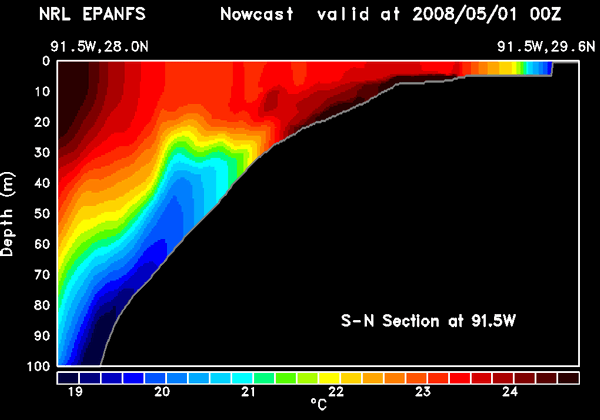 NRL EPANFS Nowcast valid at 2008/05/01 00Z
91.5W,28.0N 91.5W,29.6N
0
10
20
30
40
50
60
70
80
90
100
Depth (m)
S-N Section at 91.5W
19 20 21 22 23 24
°C